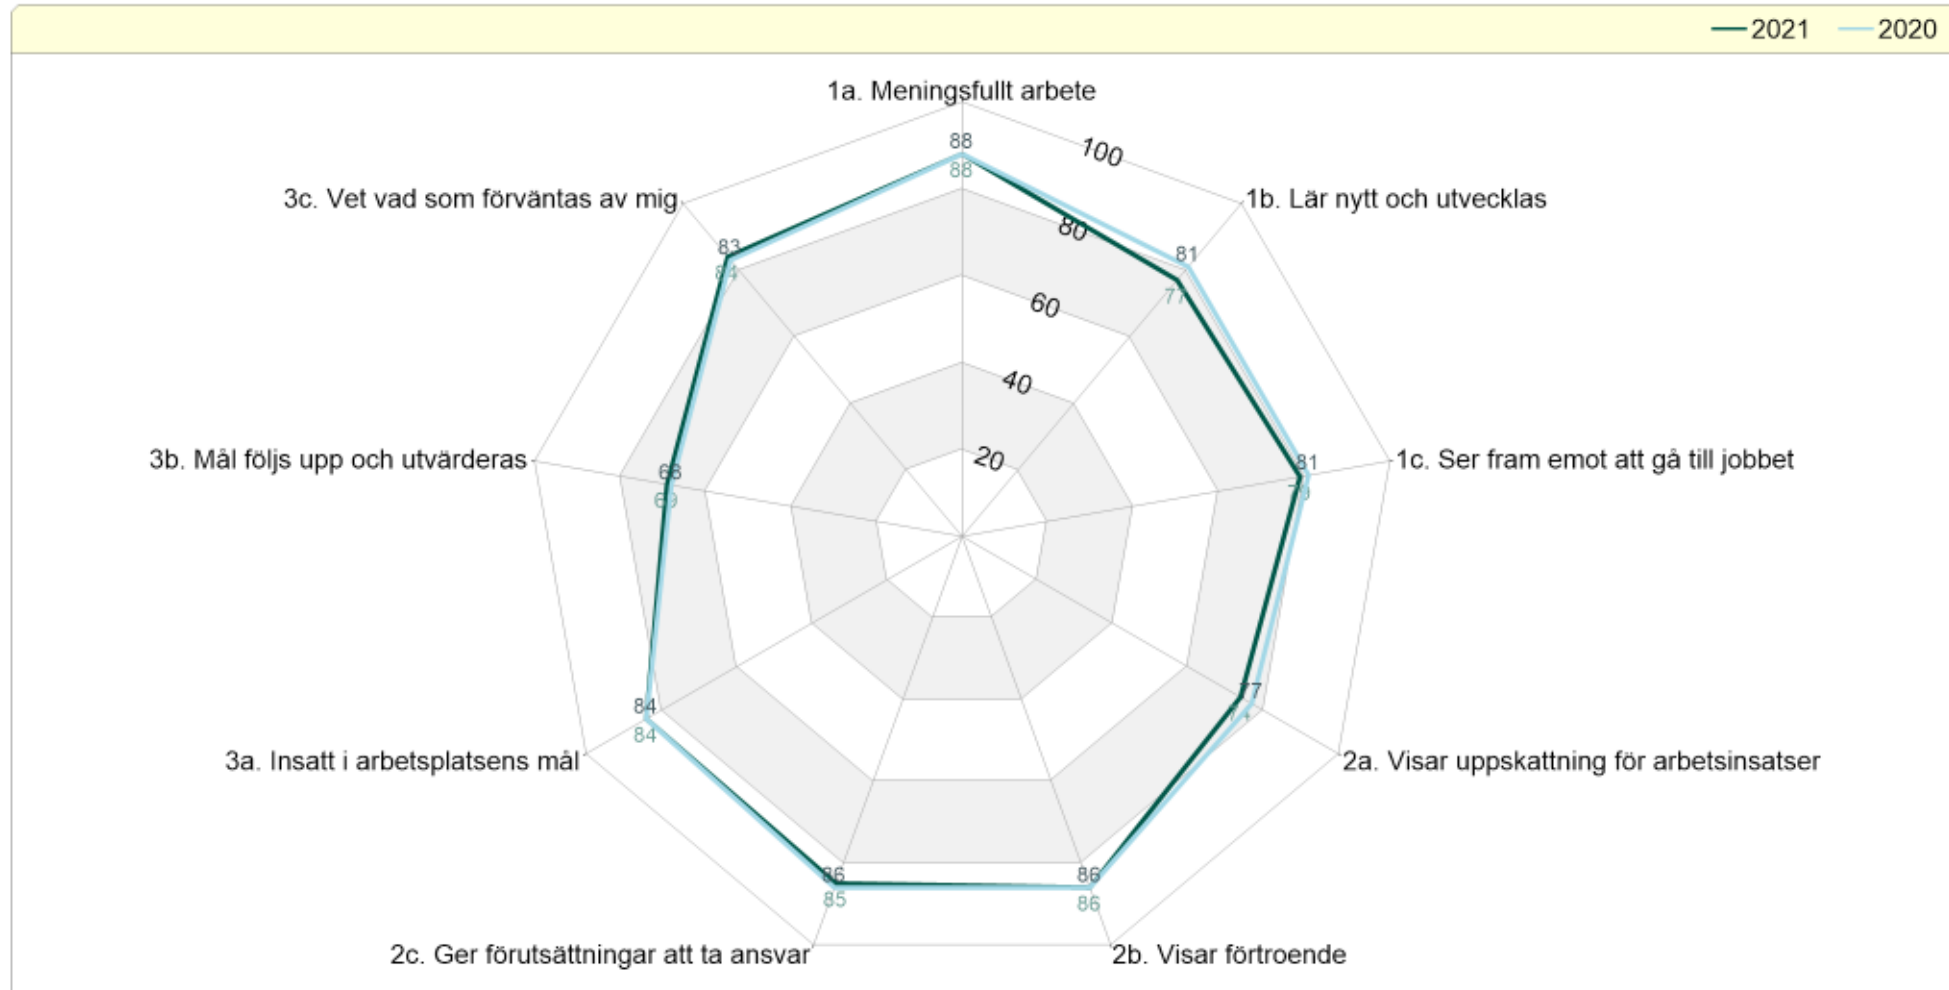 2021 2020
1a. Meningsfullt arbete
88
88
100
3c. Vet vad som förväntas av mig
1b. Lär nytt och utvecklas
80
83
84
81
77
60
40
20
3b. Mål följs upp och utvärderas
68
69
81
1c. Ser fram emot att gå till jobbet
77
84
84
3a. Insatt i arbetsplatsens mål
2a. Visar uppskattning för arbetsinsatser
86
85
86
86
2c. Ger förutsättningar att ta ansvar
2b. Visar förtroende